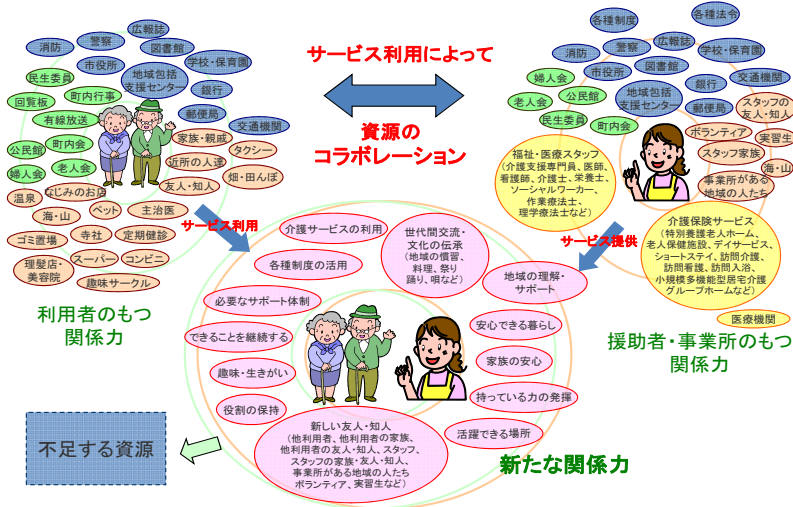 サービス利用によって
資源の
コラボレーション
消防
警察
広報誌
図書館
市役所
学校・保育園
地域包括
支援センター
銀行
郵便局
交通機関
民生委員
回覧板
町内行事
有線放送
公民館
町内会
婦人会
老人会
家族・親戚
タクシー
近所の人達
友人・知人
畑・田んぼ
温泉
なじみのお店
海・山
ペット
主治医
ゴミ置場
寺社
定期健診
理髪店・
美容院
スーパー
コンビニ
趣味サークル
利用者のもつ
関係力
サービス利用
各種制度
各種法令
消防
警察
広報誌
学校・保育園
市役所
図書館
地域包括
支援センター
銀行
交通機関
郵便局
婦人会
老人会
公民館
民生委員
町内会
スタッフの
友人・知人
ボランティア
実習生
スタッフ家族
海・山
事業所がある
地域の人たち
福祉・医療スタッフ
(介護支援専門員、医師、
看護師、介護士、栄養士、
ソーシャルワーカー、
作業療法士、
理学療法士など)
介護保険サービス
(特別養護老人ホーム、
老人保健施設、デイサービス、
ショートステイ、訪問介護、
訪問看護、訪問入浴、
小規模多機能型居宅介護
グループホームなど)
医療機関
援助者・事業所のもつ
関係力
サービス提供
介護サービスの利用
各種制度の活用
必要なサポート体制
できることを継続する
趣味・生きがい
役割の保持
世代間交流・
文化の伝承
(地域の慣習、
料理、祭り
踊り、唄など)
地域の理解・
サポート
安心できる暮らし
家族の安心
持っている力の発揮
活躍できる場所
新しい友人・知人
(他利用者、他利用者の家族、
他利用者の友人・知人、スタッフ、
スタッフの家族・友人・知人、
事業所がある地域の人たち
ボランティア、実習生など)
新たな関係力
不足する資源